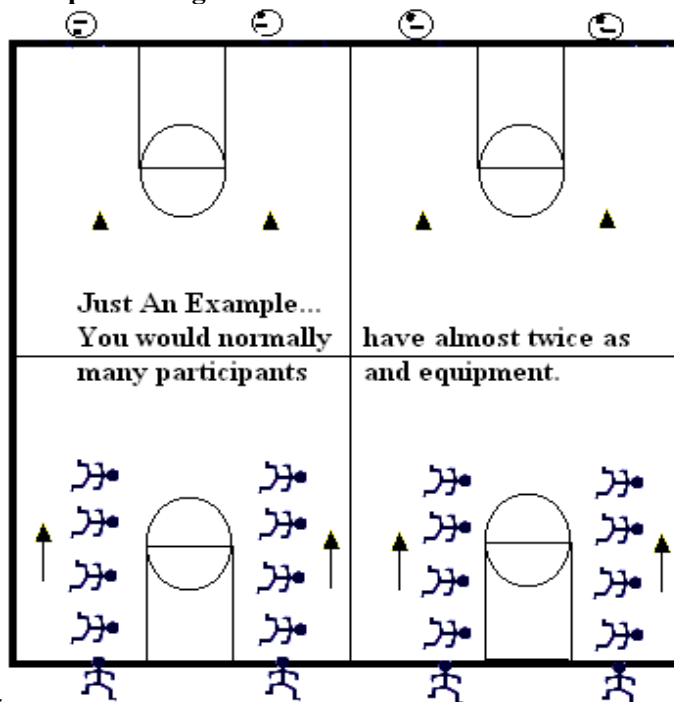 Just An Example...
You would normally have almost twice as
many participants and equipment.